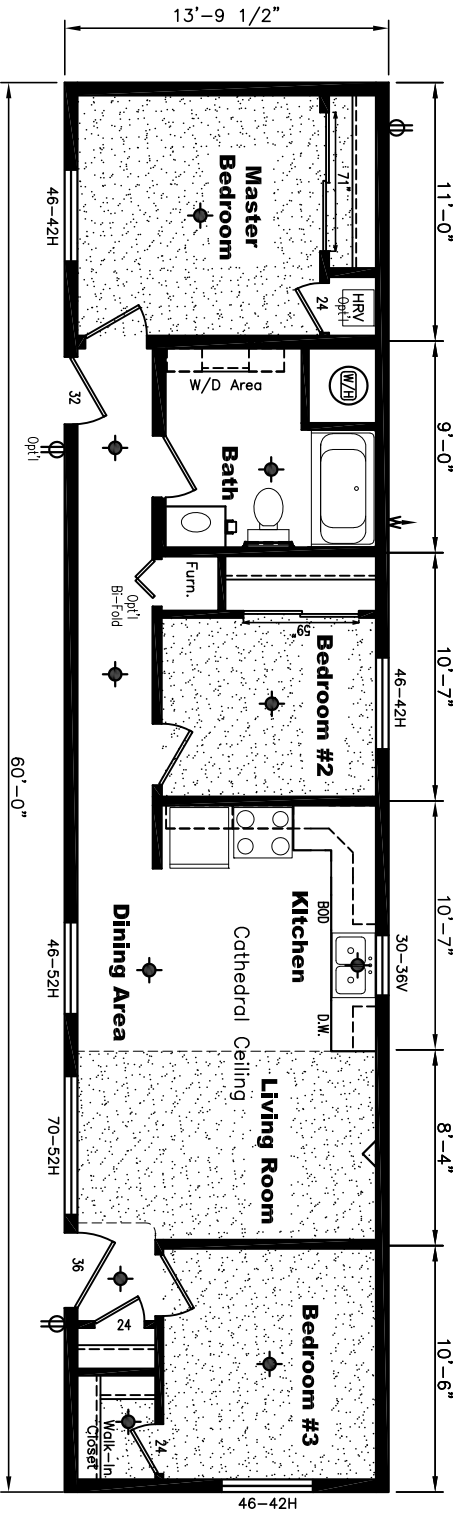 13'-9 1/2"
11'-0"
9'-0"
10'-7"
10'-7"
8'-4"
10'-6"
60'-0"
71"
HRV
Opt'l
24
Master
Bedroom
46-42H
32
Opt'l
W/H
W/D Area
Bath
W
Furn.
Opt'l
Bi-Fold
59"
Bedroom #2
46-42H
30-36V
BOD
D.W.
KItchen
Cathedral Ceiling
Dining Area
46-52H
Living Room
70-52H
36
24
Bedroom #3
24
Walk-In
Closet
46-42H